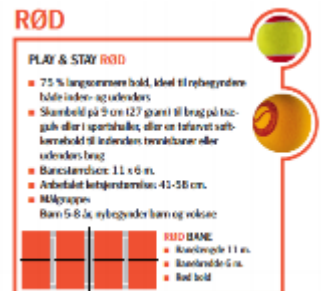 RØD
PLAY & STAY RØD
75 % langsommere bold, ideel til nybegyndere
både inden- og udendørs
Skumbold på 9 cm (27 gram) til brug på tæp-
gulv eller i sportshaller, eller en tofarvet soft-
kernebold til indendørs tennisbaner eller
udendørs brug
Banestørrelse: 11 x 6 m.
Anbefalet ketsjerstørrelse: 41-58 cm.
Målgruppe:
Børn 5-8 år, nybegynder børn og voksne
RØD BANE
Banelængde 11 m.
Banebredde 6 m.
Rød bold